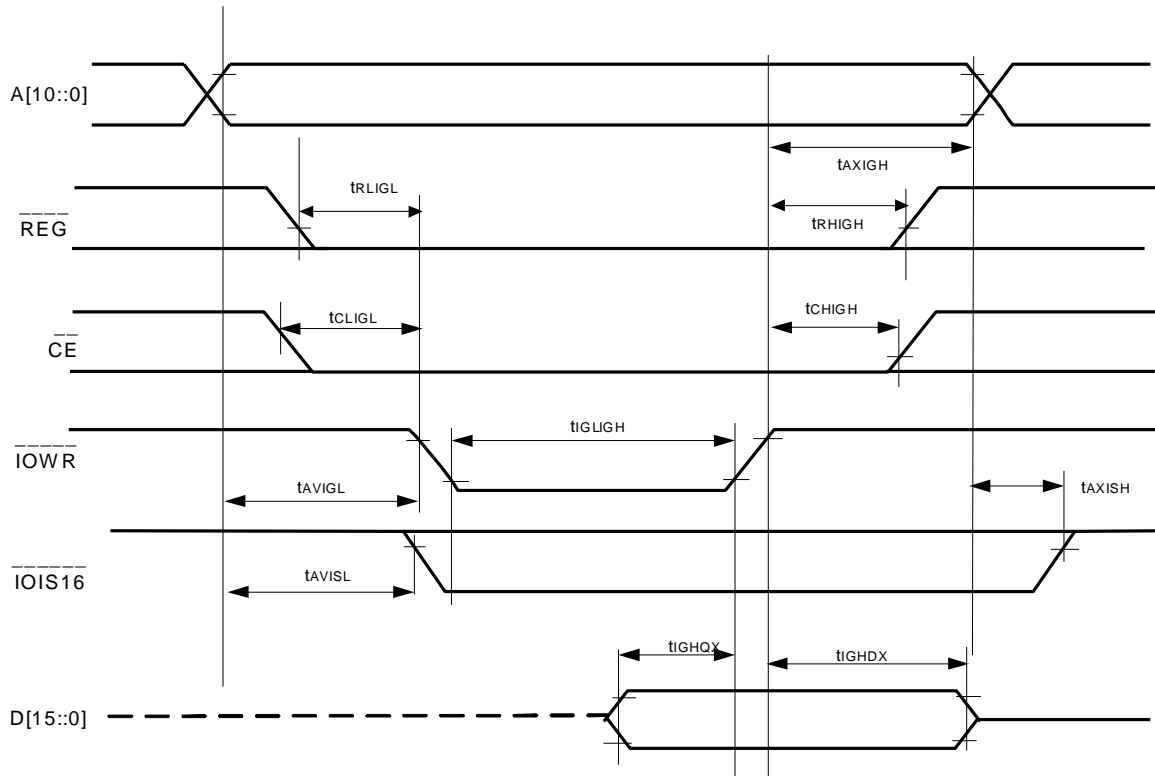 A[10::0]
tAXIGH
tRLIGL
REG
tRHIGH
tCLIGL
tCHIGH
CE
tIGLIGH
IOWR
tAVIGL
tAXISH
IOIS16
tAVISL
tIGHQX
tIGHDX
D[15::0]